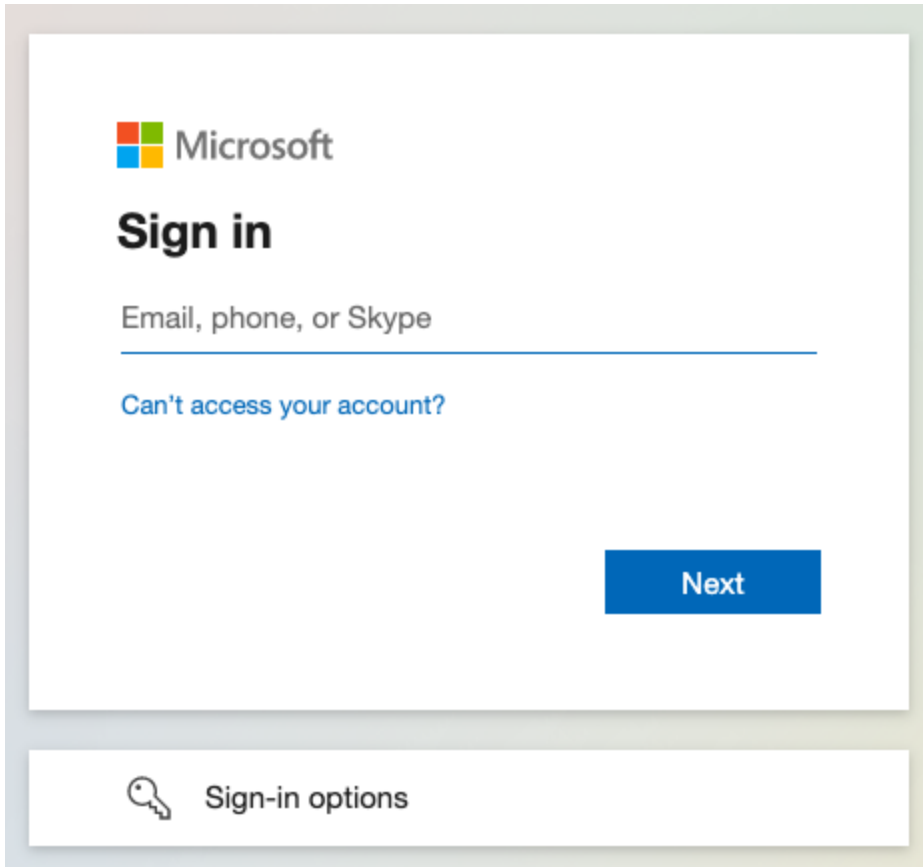 Microsoft
Sign in
Email, phone, or Skype
Can't access your account?
Next
Sign-in options